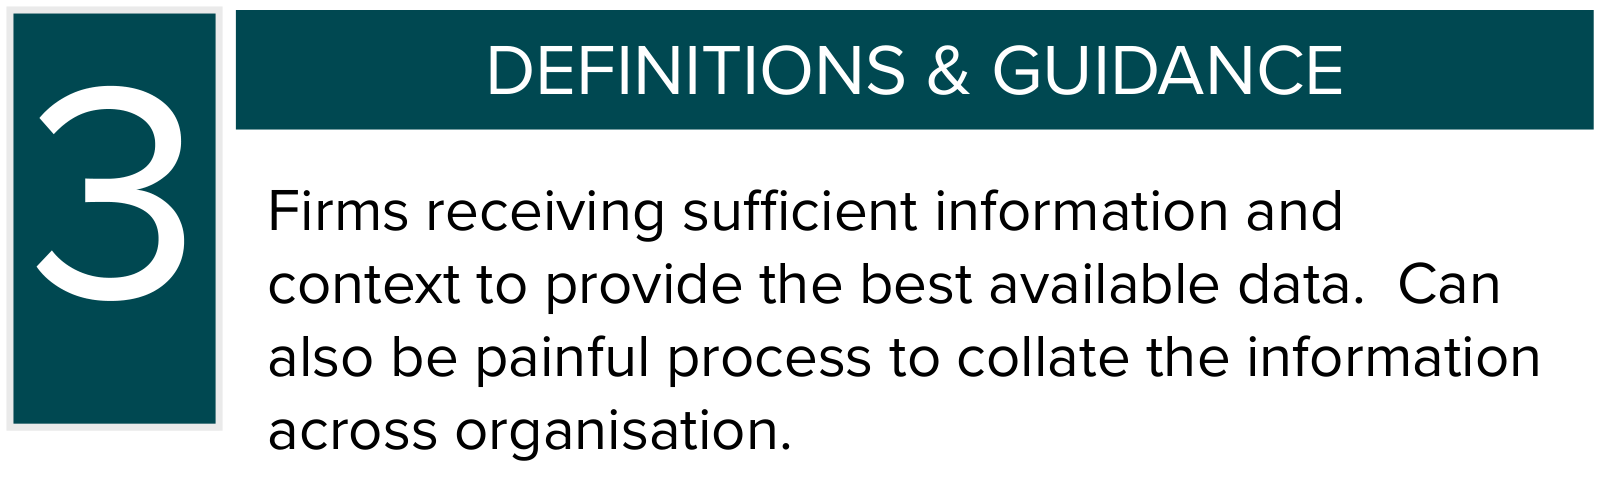 3
DEFINITIONS & GUIDANCE
Firms receiving sufficient information and
context to provide the best available data.  Can
also be painful process to collate the information
across organisation.